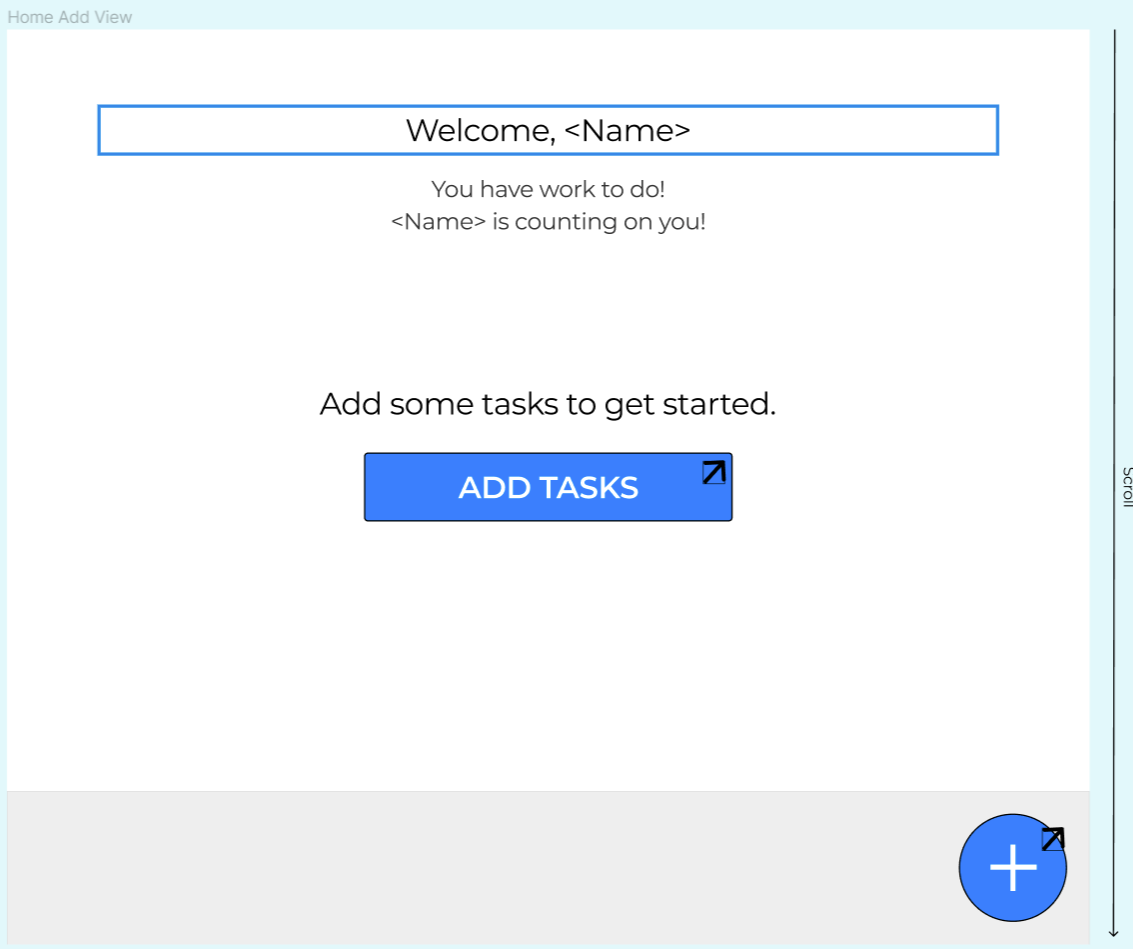 Home Add View
Welcome, <Name>
You have work to do!
<Name> is counting on you!
Add some tasks to get started.
ADD TASKS
Scroll